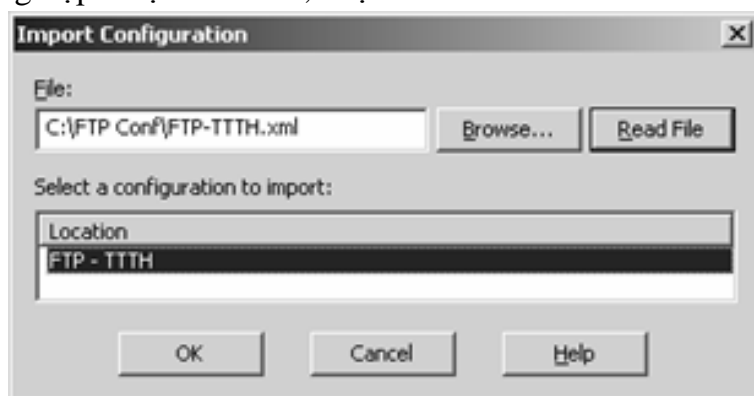 Import Configuration
File:
C:\FTP Conf\FTP-TTTH.xml Browse... Read File
Select a configuration to import:
Location
FTP - TTTH
OK Cancel Help